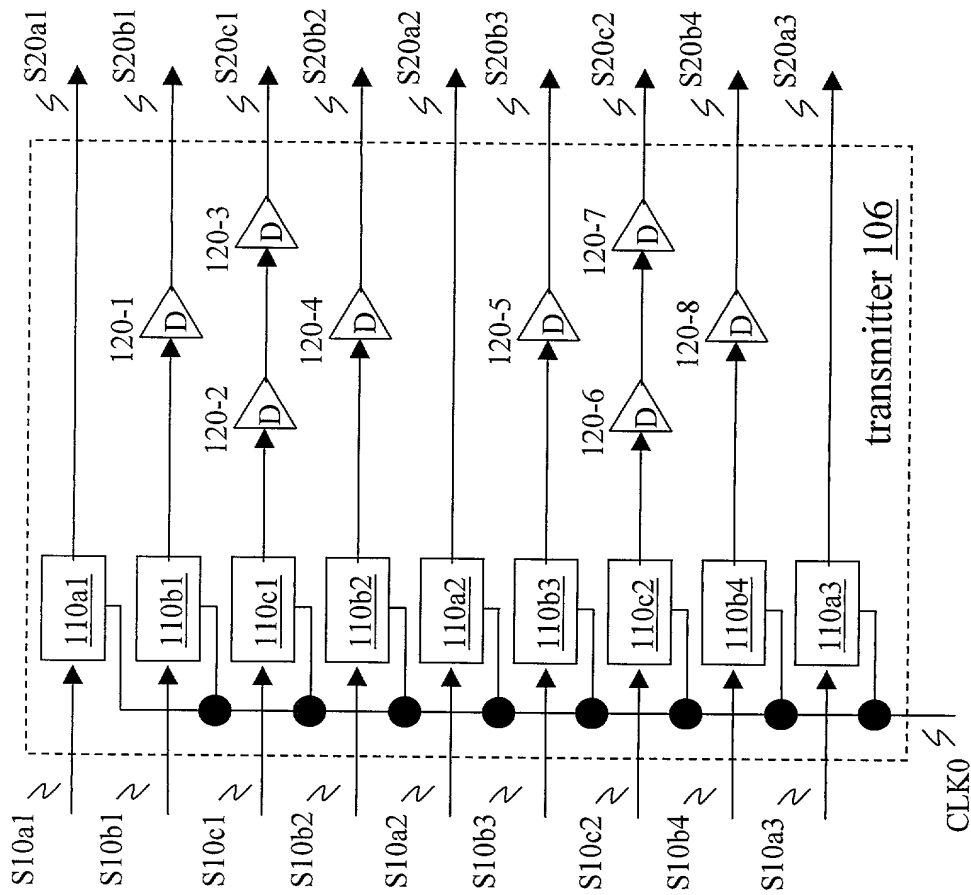 S10a1
110a1
S20a1
S10b1
110b1
120-1
D
S20b1
S10c1
110c1
120-2
D
120-3
D
S20c1
S10b2
110b2
120-4
D
S20b2
S10a2
110a2
S20a2
S10b3
110b3
120-5
D
S20b3
S10c2
110c2
120-6
D
120-7
D
S20c2
S10b4
110b4
120-8
D
S20b4
S10a3
110a3
S20a3
transmitter 106
CLK0